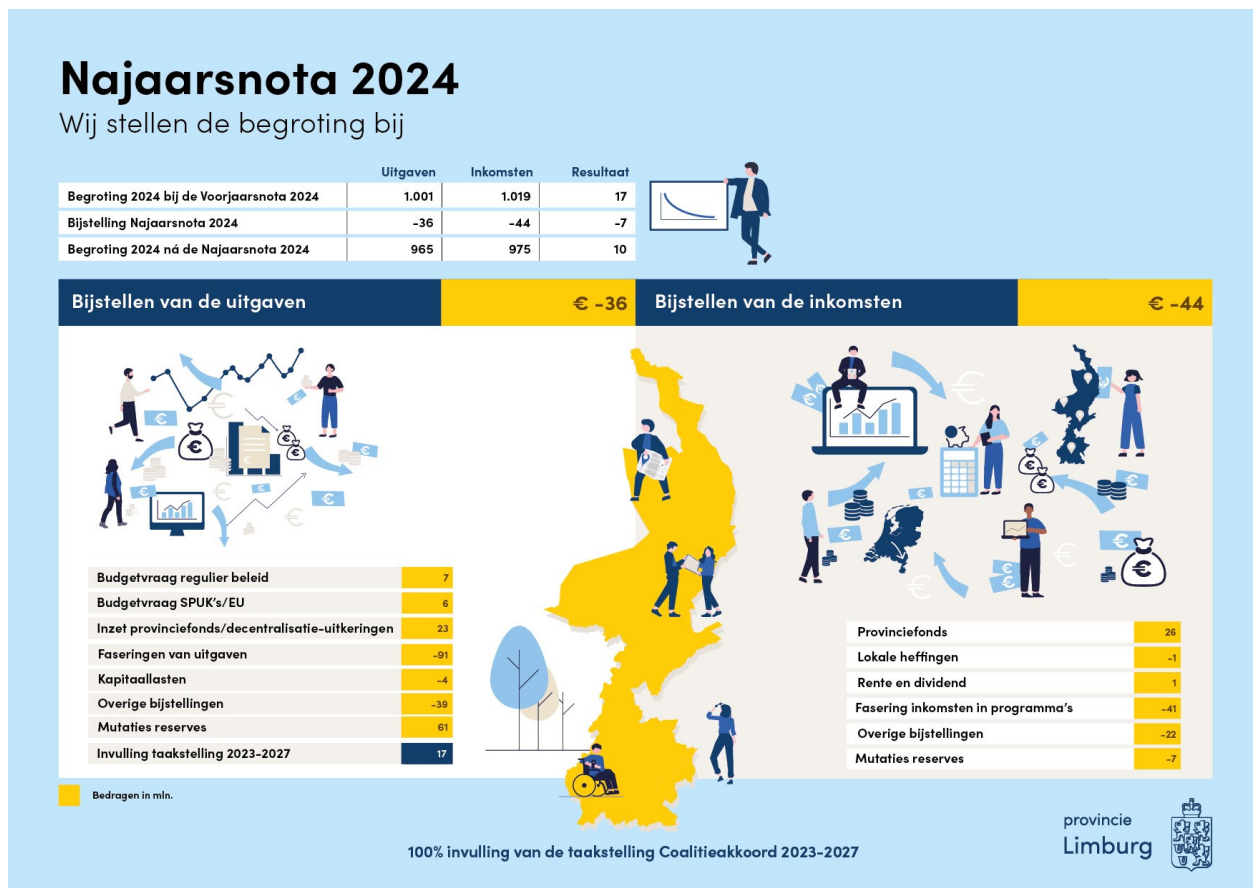 Najaarsnota 2024
Wij stellen de begroting bij
Uitgaven Inkomsten Resultaat
Begroting 2024 bij de Voorjaarsnota 2024 1.001 1.019 17
Bijstelling Najaarsnota 2024 -36 -44 -7
Begroting 2024 ná de Najaarsnota 2024 965 975 10
Bijstellen van de uitgaven € -36
Bijstellen van de inkomsten € -44
Budgetvraag regulier beleid 7
Budgetvraag SPUK's/EU 6
Inzet provinciefonds/decentralisatie-uitkeringen 23
Faseringen van uitgaven -91
Kapitaallasten -4
Overige bijstellingen -39
Mutaties reserves 61
Invulling taakstelling 2023-2027 17
Provinciefonds 26
Lokale heffingen -1
Rente en dividend 1
Fasering inkomsten in programma's -41
Overige bijstellingen -22
Mutaties reserves -7
Bedragen in mln.
100% invulling van de taakstelling Coalitieakkoord 2023-2027
provincie
Limburg